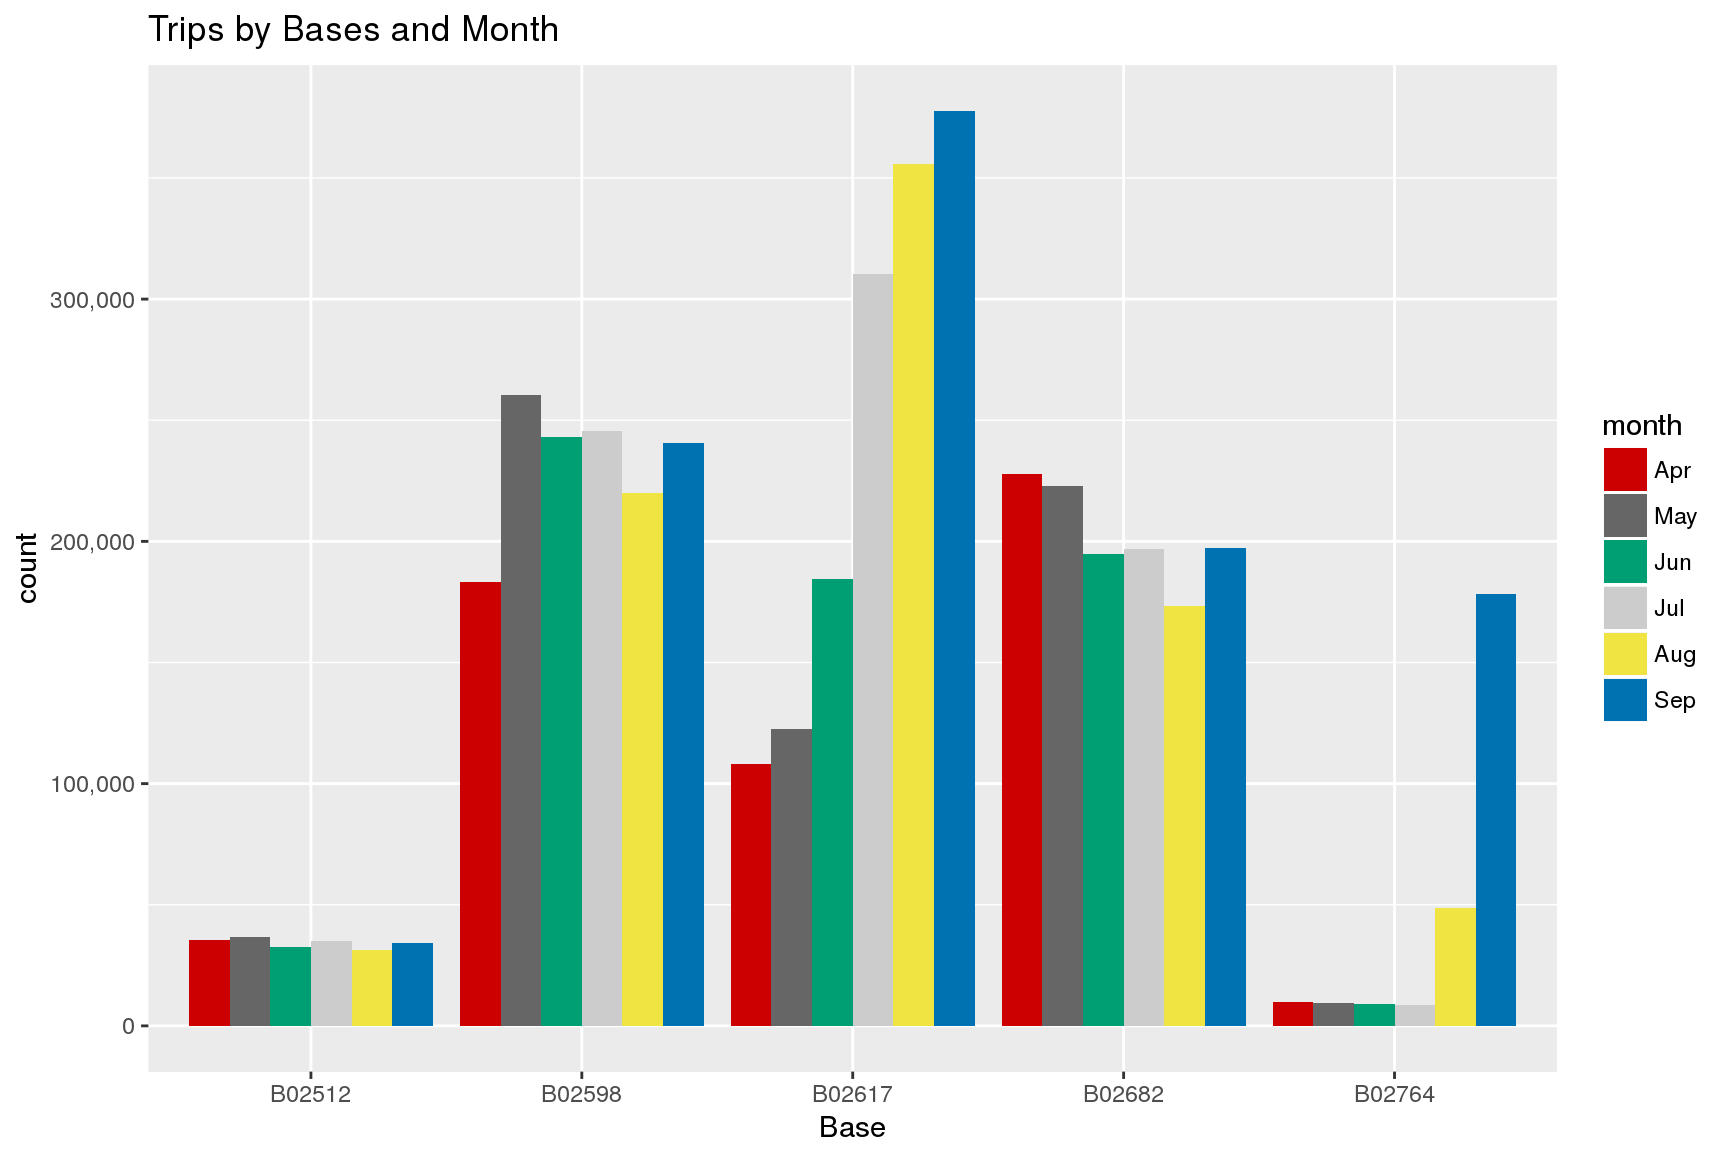 Trips by Bases and Month
count
300,000
200,000
100,000
0
B02512 B02598 B02617 B02682 B02764
Base
month
Apr
May
Jun
Jul
Aug
Sep